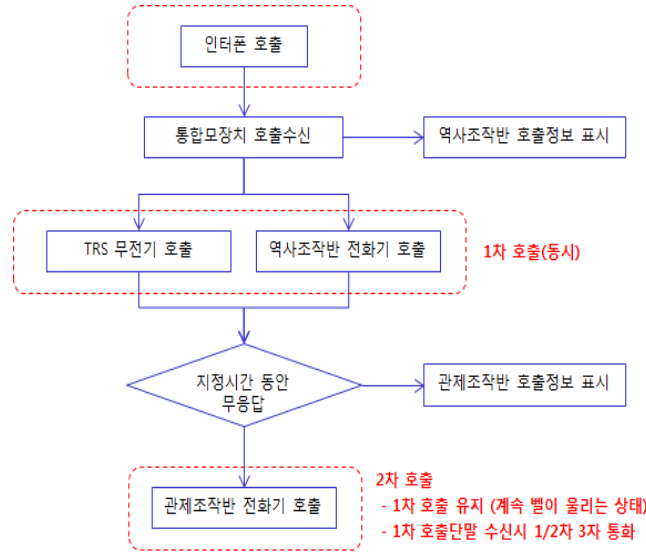 인터폰 호출
통합모장치 호출수신
역사조작반 호출정보 표시
TRS 무전기 호출
역사조작반 전화기 호출
1차 호출(동시)
지정시간 동안
무응답
관제조작반 호출정보 표시
2차 호출
관제조작반 전화기 호출
- 1차 호출 유지 (계속 벨이 울리는 상태)
- 1차 호출단말 수신시 1/2차 3자 통화